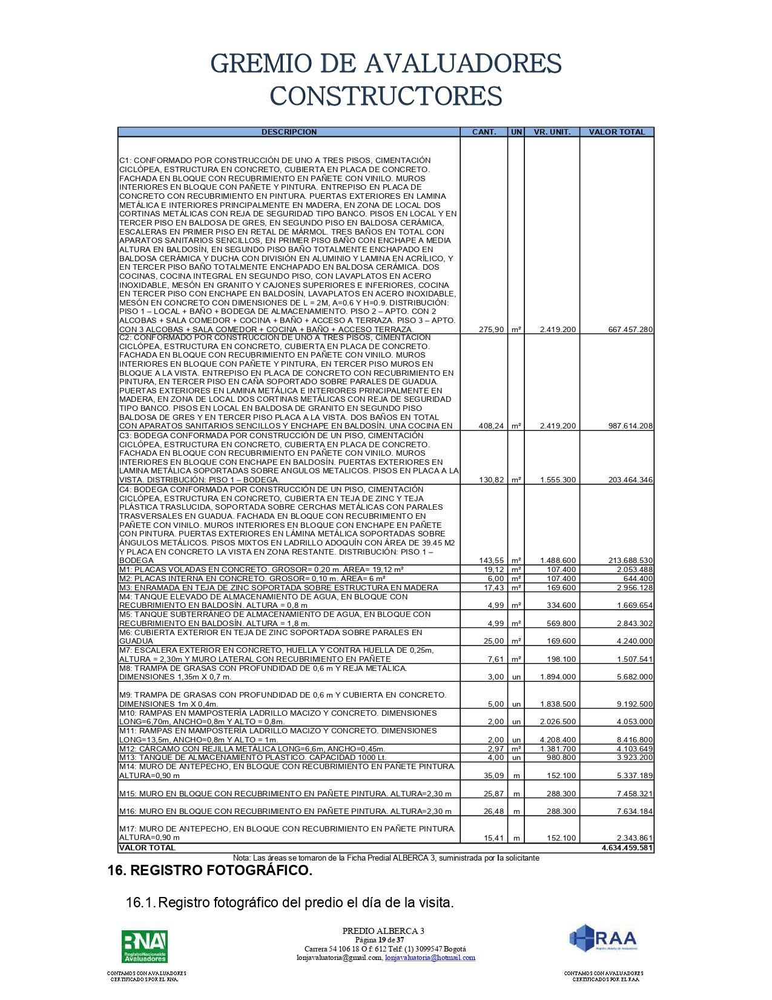 GREMIO DE AVALUADORES
CONSTRUCTORES
DESCRIPCION CANT. UN VR. UNIT. VALOR TOTAL
C1: CONFORMADO POR CONSTRUCCIÓN DE UNO A TRES PISOS, CIMENTACIÓN
CICLÓPEA, ESTRUCTURA EN CONCRETO, CUBIERTA EN PLACA DE CONCRETO.
FACHADA EN BLOQUE CON RECUBRIMIENTO EN PAÑETE CON VINILO. MUROS
INTERIORES EN BLOQUE CON PAÑETE Y PINTURA. ENTREPISO EN PLACA DE
CONCRETO CON RECUBRIMIENTO EN PINTURA. PUERTAS EXTERIORES EN LAMINA
METÁLICA E INTERIORES PRINCIPALMENTE EN MADERA, EN ZONA DE LOCAL DOS
CORTINAS METÁLICAS CON REJA DE SEGURIDAD TIPO BANCO. PISOS EN LOCAL Y EN
TERCER PISO EN BALDOSA DE GRES, EN SEGUNDO PISO EN BALDOSA CERÁMICA,
ESCALERAS EN PRIMER PISO EN RETAL DE MÁRMOL. TRES BAÑOS EN TOTAL CON
APARATOS SANITARIOS SENCILLOS, EN PRIMER PISO BAÑO CON ENCHAPE A MEDIA
ALTURA EN BALDOSÍN, EN SEGUNDO PISO BAÑO TOTALMENTE ENCHAPADO EN
BALDOSA CERÁMICA Y DUCHA CON DIVISIÓN EN ALUMINIO Y LAMINA EN ACRÍLICO, Y
EN TERCER PISO BAÑO TOTALMENTE ENCHAPADO EN BALDOSA CERÁMICA. DOS
COCINAS, COCINA INTEGRAL EN SEGUNDO PISO, CON LAVAPLATOS EN ACERO
INOXIDABLE, MESÓN EN GRANITO Y CAJONES SUPERIORES E INFERIORES, COCINA
EN TERCER PISO CON ENCHAPE EN BALDOSÍN, LAVAPLATOS EN ACERO INOXIDABLE,
MESÓN EN CONCRETO CON DIMENSIONES DE L = 2M, A=0.6 Y H=0.9. DISTRIBUCIÓN:
PISO 1 – LOCAL + BAÑO + BODEGA DE ALMACENAMIENTO. PISO 2 – APTO. CON 2
ALCOBAS + SALA COMEDOR + COCINA + BAÑO + ACCESO A TERRAZA. PISO 3 – APTO.
CON 3 ALCOBAS + SALA COMEDOR + COCINA + BAÑO + ACCESO TERRAZA. 275,90 m² 2.419.200 667.457.280
C2: CONFORMADO POR CONSTRUCCIÓN DE UNO A TRES PISOS, CIMENTACIÓN
CICLÓPEA, ESTRUCTURA EN CONCRETO, CUBIERTA EN PLACA DE CONCRETO.
FACHADA EN BLOQUE CON RECUBRIMIENTO EN PAÑETE CON VINILO. MUROS
INTERIORES EN BLOQUE CON PAÑETE Y PINTURA, EN TERCER PISO MUROS EN
BLOQUE A LA VISTA. ENTREPISO EN PLACA DE CONCRETO CON RECUBRIMIENTO EN
PINTURA, EN TERCER PISO EN CAÑA SOPORTADO SOBRE PARALES DE GUADUA.
PUERTAS EXTERIORES EN LAMINA METÁLICA E INTERIORES PRINCIPALMENTE EN
MADERA, EN ZONA DE LOCAL DOS CORTINAS METÁLICAS CON REJA DE SEGURIDAD
TIPO BANCO. PISOS EN LOCAL EN BALDOSA DE GRANITO EN SEGUNDO PISO
BALDOSA DE GRES Y EN TERCER PISO PLACA A LA VISTA. DOS BAÑOS EN TOTAL
CON APARATOS SANITARIOS SENCILLOS Y ENCHAPE EN BALDOSÍN. UNA COCINA EN 408,24 m² 2.419.200 987.614.208
C3: BODEGA CONFORMADA POR CONSTRUCCIÓN DE UN PISO, CIMENTACIÓN
CICLÓPEA, ESTRUCTURA EN CONCRETO, CUBIERTA EN PLACA DE CONCRETO.
FACHADA EN BLOQUE CON RECUBRIMIENTO EN PAÑETE CON VINILO. MUROS
INTERIORES EN BLOQUE CON ENCHAPE EN BALDOSÍN. PUERTAS EXTERIORES EN
LAMINA METÁLICA SOPORTADAS SOBRE ANGULOS METALICOS. PISOS EN PLACA A LA
VISTA. DISTRIBUCIÓN: PISO 1 – BODEGA. 130,82 m² 1.555.300 203.464.346
C4: BODEGA CONFORMADA POR CONSTRUCCIÓN DE UN PISO, CIMENTACIÓN
CICLÓPEA, ESTRUCTURA EN CONCRETO, CUBIERTA EN TEJA DE ZINC Y TEJA
PLÁSTICA TRASLUCIDA, SOPORTADA SOBRE CERCHAS METÁLICAS CON PARALES
TRASVERSALES EN GUADUA. FACHADA EN BLOQUE CON RECUBRIMIENTO EN
PAÑETE CON VINILO. MUROS INTERIORES EN BLOQUE CON ENCHAPE EN PAÑETE
CON PINTURA. PUERTAS EXTERIORES EN LÁMINA METÁLICA SOPORTADAS SOBRE
ÁNGULOS METÁLICOS. PISOS MIXTOS EN LADRILLO ADOQUÍN CON ÁREA DE 39.45 M2
Y PLACA EN CONCRETO LA VISTA EN ZONA RESTANTE. DISTRIBUCIÓN: PISO 1 –
BODEGA 143,55 m² 1.488.600 213.688.530
M1: PLACAS VOLADAS EN CONCRETO. GROSOR= 0,20 m. ÁREA= 19,12 m² 19,12 m² 107.400 2.053.488
M2: PLACAS INTERNA EN CONCRETO. GROSOR= 0,10 m. ÁREA= 6 m² 6,00 m² 107.400 644.400
M3: ENRAMADA EN TEJA DE ZINC SOPORTADA SOBRE ESTRUCTURA EN MADERA 17,43 m² 169.600 2.956.128
M4: TANQUE ELEVADO DE ALMACENAMIENTO DE AGUA, EN BLOQUE CON
RECUBRIMIENTO EN BALDOSÍN. ALTURA = 0,8 m 4,99 m² 334.600 1.669.654
M5: TANQUE SUBTERRÁNEO DE ALMACENAMIENTO DE AGUA, EN BLOQUE CON
RECUBRIMIENTO EN BALDOSÍN. ALTURA = 1,8 m. 4,99 m² 569.800 2.843.302
M6: CUBIERTA EXTERIOR EN TEJA DE ZINC SOPORTADA SOBRE PARALES EN
GUADUA 25,00 m² 169.600 4.240.000
M7: ESCALERA EXTERIOR EN CONCRETO, HUELLA Y CONTRA HUELLA DE 0,25m,
ALTURA = 2,30m Y MURO LATERAL CON RECUBRIMIENTO EN PAÑETE 7,61 m² 198.100 1.507.541
M8: TRAMPA DE GRASAS CON PROFUNDIDAD DE 0,6 m Y REJA METÁLICA.
DIMENSIONES 1,35m X 0,7 m. 3,00 un 1.894.000 5.682.000
M9: TRAMPA DE GRASAS CON PROFUNDIDAD DE 0,6 m Y CUBIERTA EN CONCRETO.
DIMENSIONES 1m X 0,4m. 5,00 un 1.838.500 9.192.500
M10: RAMPAS EN MAMPOSTERÍA LADRILLO MACIZO Y CONCRETO. DIMENSIONES
LONG=6,70m, ANCHO=0,8m Y ALTO = 0,8m. 2,00 un 2.026.500 4.053.000
M11: RAMPAS EN MAMPOSTERÍA LADRILLO MACIZO Y CONCRETO. DIMENSIONES
LONG=13,5m, ANCHO=0,8m Y ALTO = 1m. 2,00 un 4.208.400 8.416.800
M12: CÁRCAMO CON REJILLA METÁLICA LONG=6,6m, ANCHO=0,45m. 2,97 m² 1.381.700 4.103.649
M13: TANQUE DE ALMACENAMIENTO PLÁSTICO. CAPACIDAD 1000 Lt. 4,00 un 980.800 3.923.200
M14: MURO DE ANTEPECHO, EN BLOQUE CON RECUBRIMIENTO EN PAÑETE PINTURA.
ALTURA=0,90 m 35,09 m 152.100 5.337.189
M15: MURO EN BLOQUE CON RECUBRIMIENTO EN PAÑETE PINTURA. ALTURA=2,30 m 25,87 m 288.300 7.458.321
M16: MURO EN BLOQUE CON RECUBRIMIENTO EN PAÑETE PINTURA. ALTURA=2,30 m 26,48 m 288.300 7.634.184
M17: MURO DE ANTEPECHO, EN BLOQUE CON RECUBRIMIENTO EN PAÑETE PINTURA.
ALTURA=0,90 m 15,41 m 152.100 2.343.861
VALOR TOTAL 4.634.459.581
Nota: Las áreas se tomaron de la Ficha Predial ALBERCA 3, suministrada por la solicitante
16. REGISTRO FOTOGRÁFICO.
16.1. Registro fotográfico del predio el día de la visita.
PREDIO ALBERCA 3
Página 19 de 37
Carrera 54 106 18 O f: 612 Telf: (1) 3099547 Bogotá
lonjavaluatoria@gmail.com, lonjavaluatoria@hotmail.com
RNA
Registro Nacional de
Avaluadores
CONTAMOS CON AVALUADORES
CERTIFICADOS POR EL RNA.
RAA
Registro Abierto de Avaluadores
CONTAMOS CON AVALUADORES
CERTIFICADOS POR EL RAA